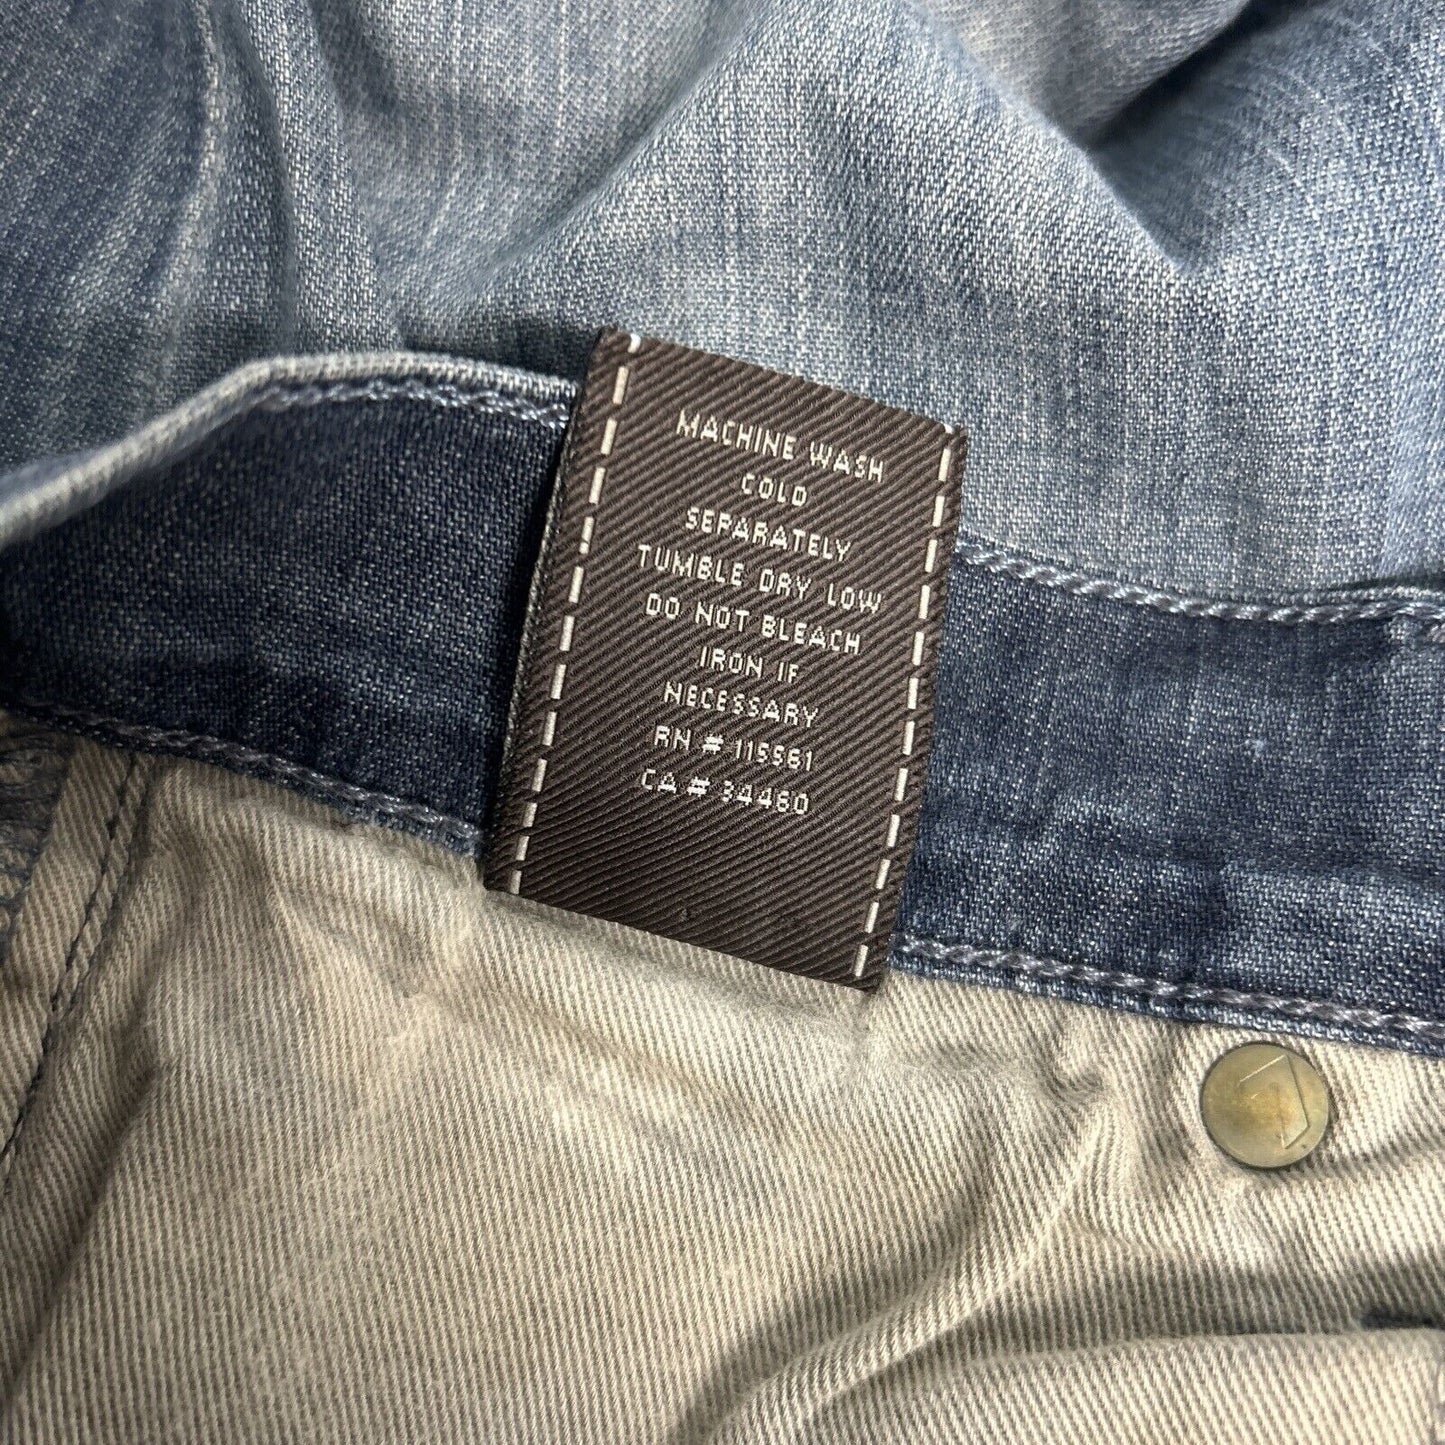 MACHINE WASH
COLD
SEPARATELY
TUMBLE DRY LOW
DO NOT BLEACH
IRON IF
NECESSARY
RN # 115561
CA # 34460